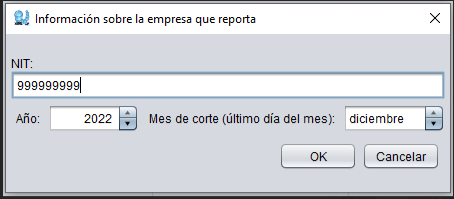 Información sobre la empresa que reporta
NIT:
999999999
Año: 2022 Mes de corte (último día del mes): diciembre
OK Cancelar